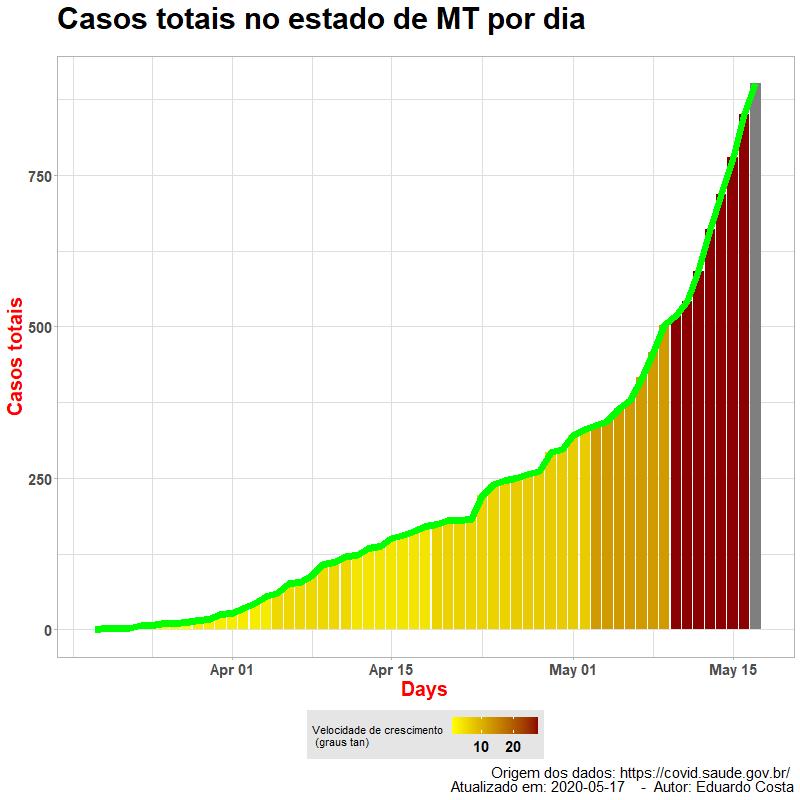 Casos totais no estado de MT por dia
Casos totais
750
500
250
0
Apr 01
Apr 15
May 01
May 15
Days
Velocidade de crescimento
(graus tan)
10
20
Origem dos dados: https://covid.saude.gov.br/
Atualizado em: 2020-05-17 - Autor: Eduardo Costa